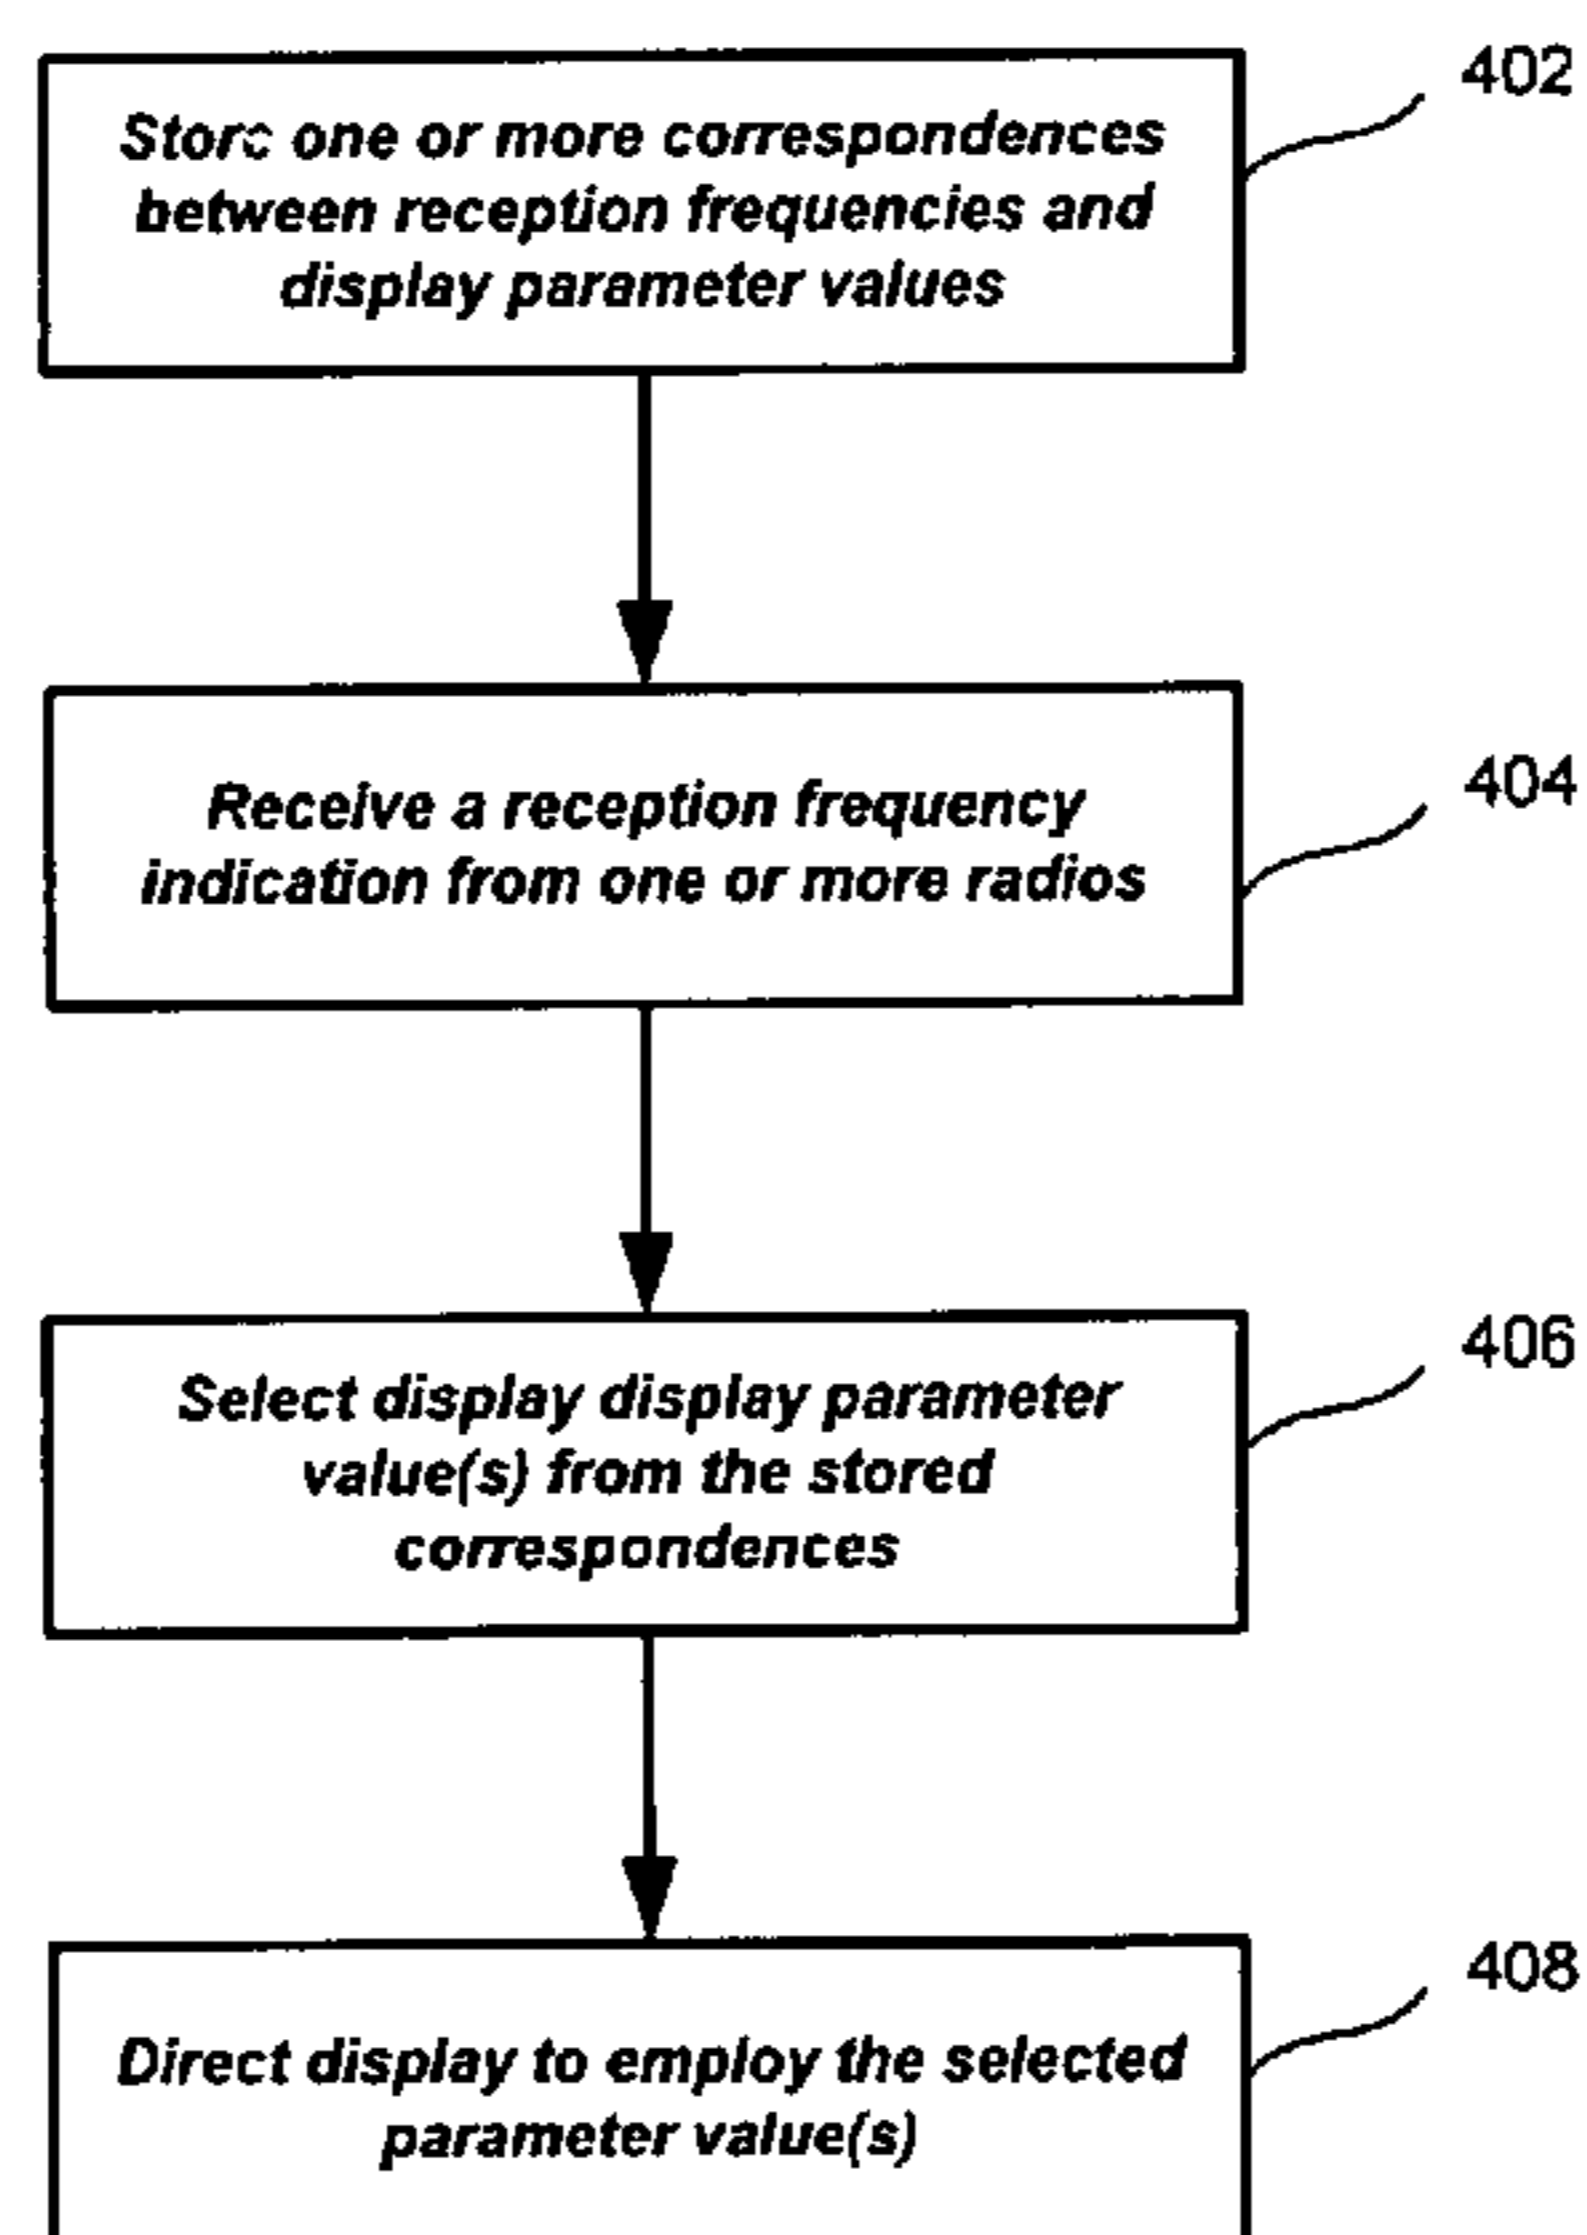 402
Store one or more correspondences
between reception frequencies and
display parameter values
404
Receive a reception frequency
indication from one or more radios
406
Select display display parameter
value(s) from the stored
correspondences
408
Direct display to employ the selected
parameter value(s)